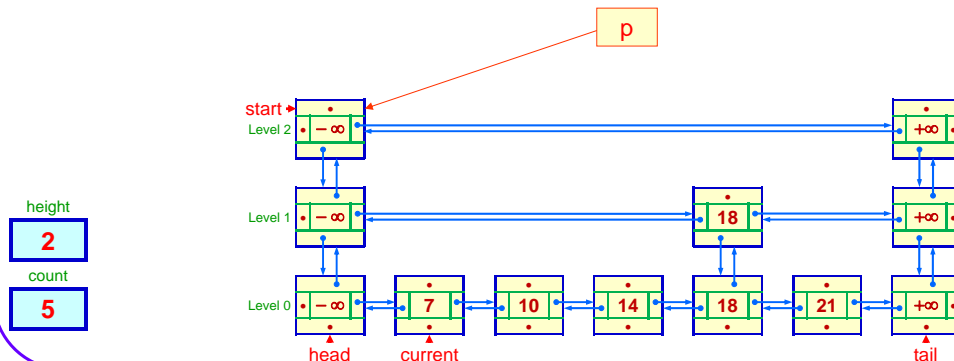 p
start
Level 2
− ∞
+∞
height
2
Level 1
− ∞
18
+∞
count
5
Level 0
− ∞
7
10
14
18
21
+∞
head
current
tail